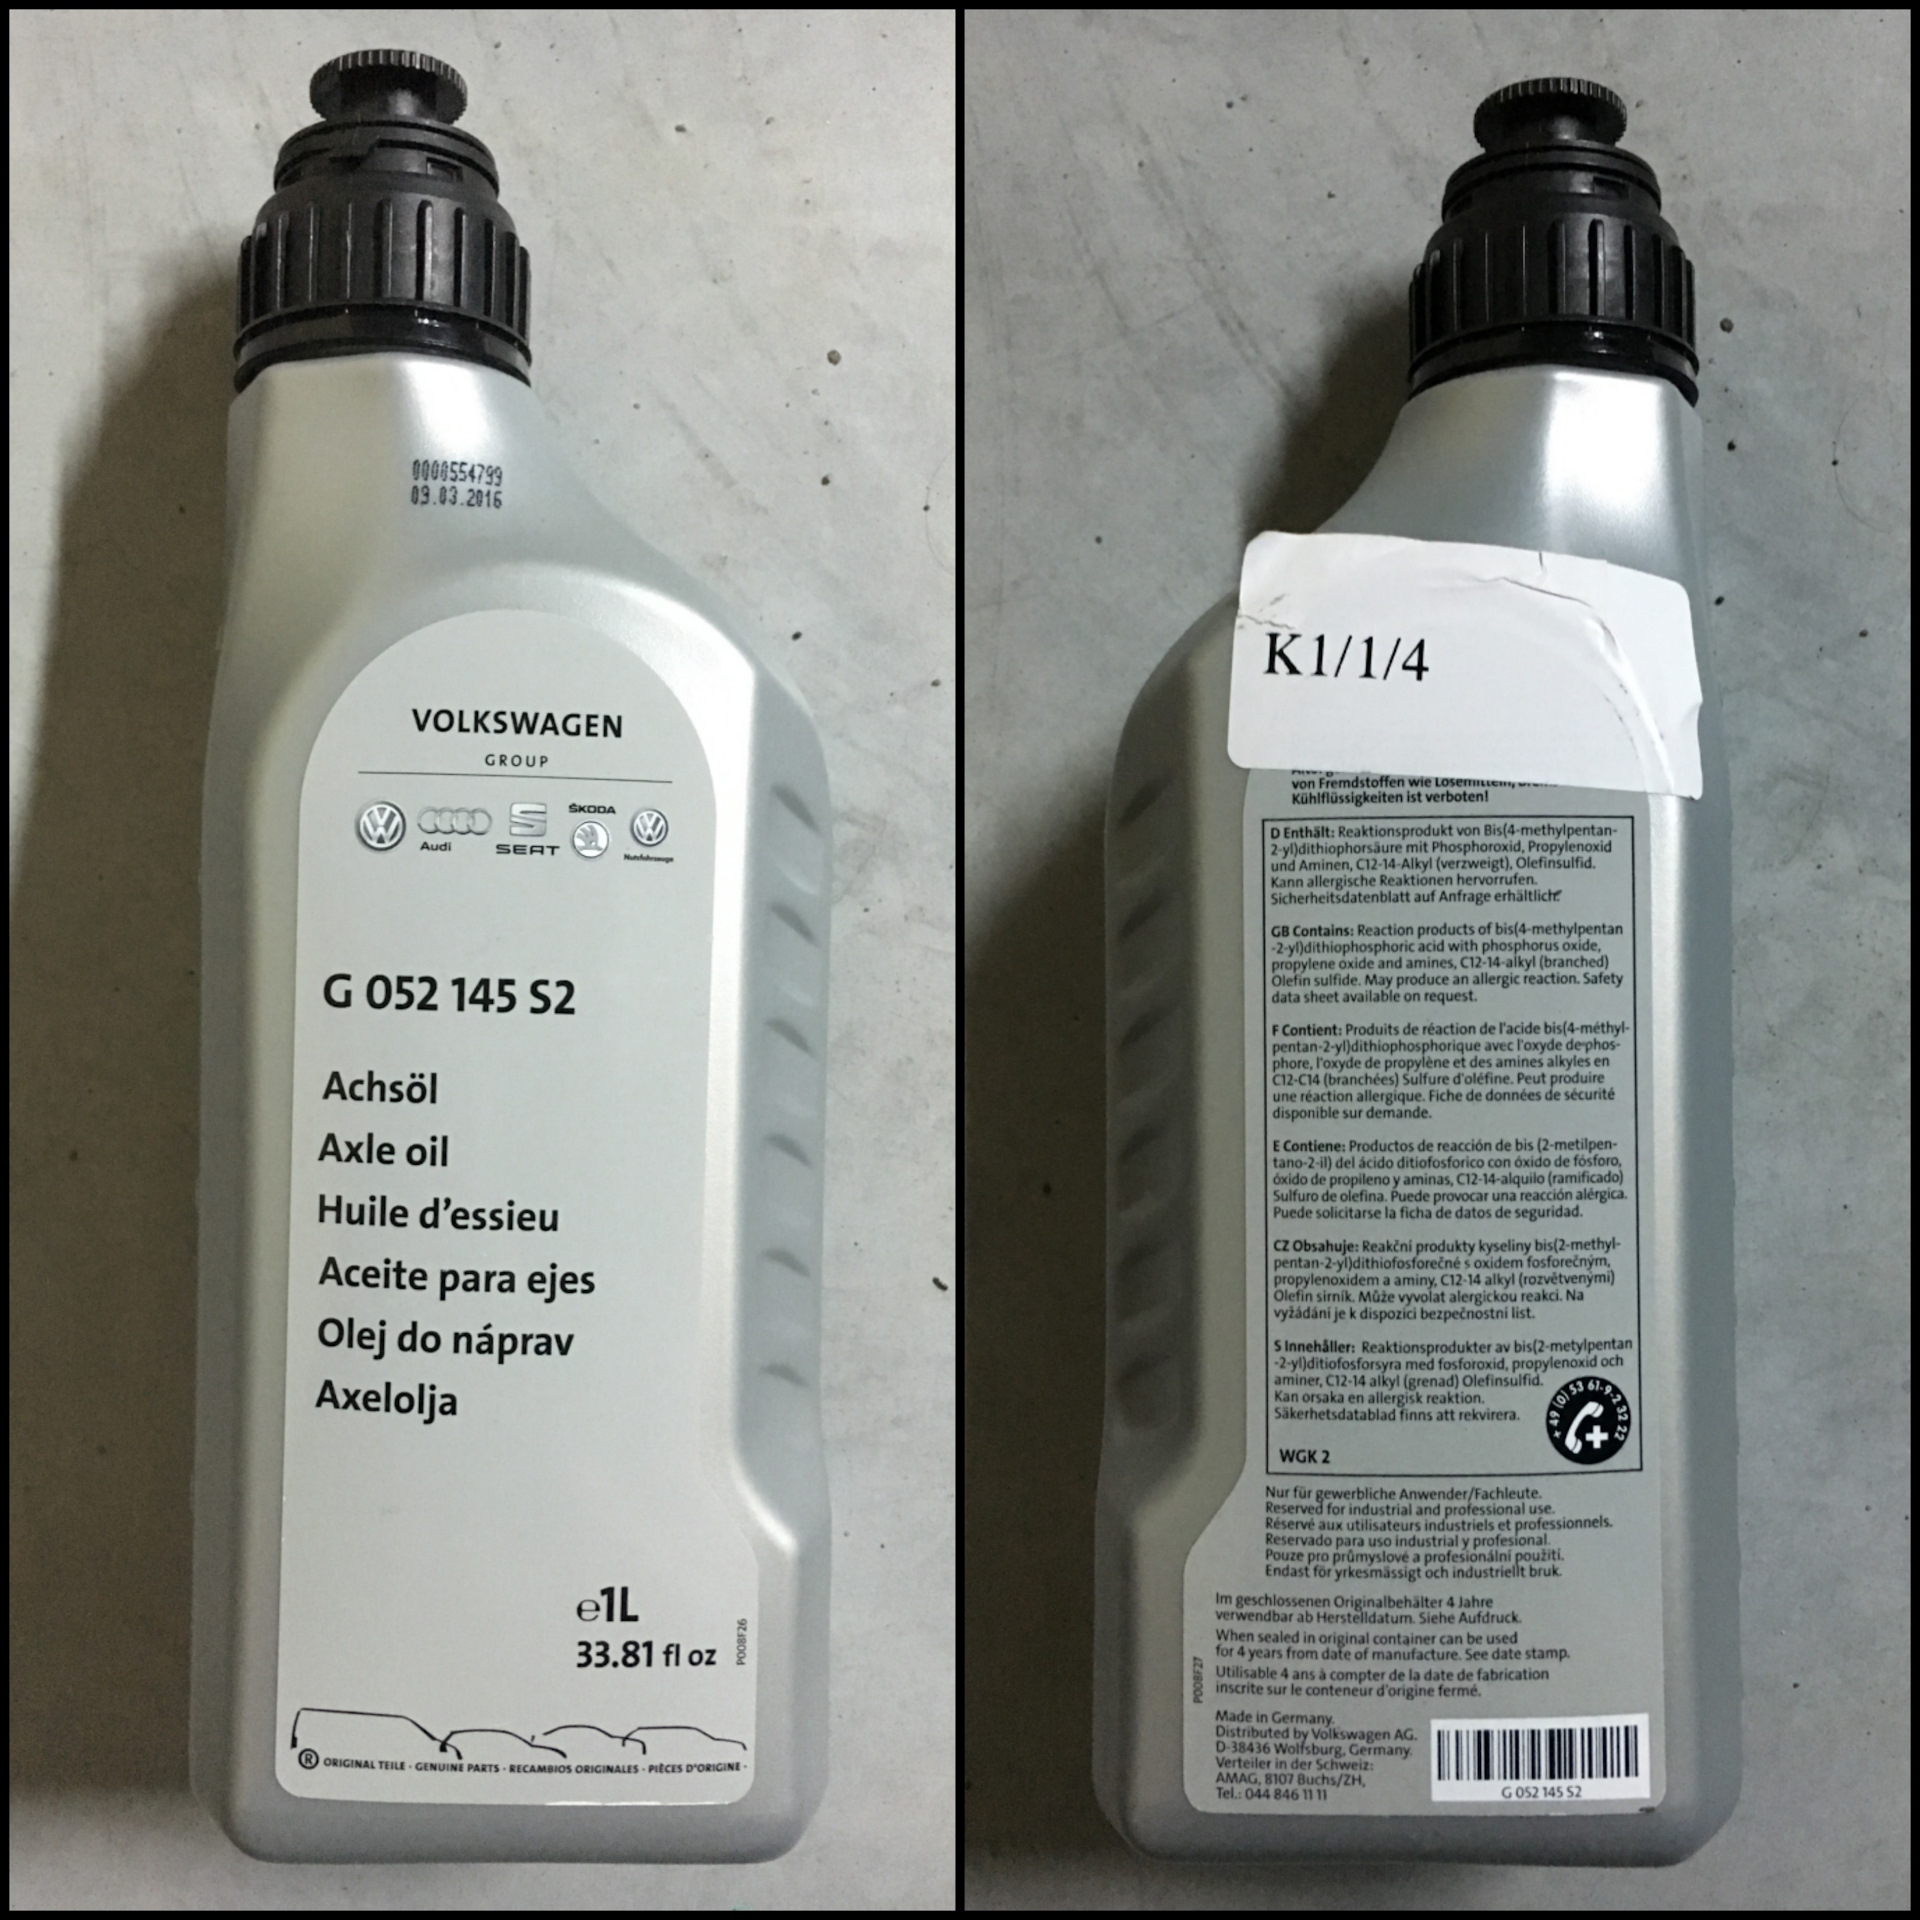 0000554799
09.03.2016
VOLKSWAGEN
GROUP
Audi
SEAT
ŠKODA
Nutzfahrzeuge
G 052 145 S2
Achsöl
Axle oil
Huile d’essieu
Aceite para ejes
Olej do náprav
Axelolja
℮1L
33.81 fl oz
P008F26
® ORIGINAL TEILE · GENUINE PARTS · RECAMBIOS ORIGINALES · PIÈCES D'ORIGINE ·
K1/1/4
von Fremdstoffen wie Lösemitteln,
Kühlflüssigkeiten ist verboten!
D Enthält: Reaktionsprodukt von Bis(4-methylpentan-
2-yl)dithiophorsäure mit Phosphoroxid, Propylenoxid
und Aminen, C12-14-Alkyl (verzweigt), Olefinsulfid.
Kann allergische Reaktionen hervorrufen.
Sicherheitsdatenblatt auf Anfrage erhältlich.
GB Contains: Reaction products of bis(4-methylpentan
-2-yl)dithiophosphoric acid with phosphorus oxide,
propylene oxide and amines, C12-14-alkyl (branched)
Olefin sulfide. May produce an allergic reaction. Safety
data sheet available on request.
F Contient: Produits de réaction de l'acide bis(4-méthyl-
pentan-2-yl)dithiophosphorique avec l'oxyde de phos-
phore, l'oxyde de propylène et des amines alkyles en
C12-C14 (branchées) Sulfure d'oléfine. Peut produire
une réaction allergique. Fiche de données de sécurité
disponible sur demande.
E Contiene: Productos de reacción de bis (2-metilpen-
tano-2-il) del ácido ditiofosforico con óxido de fósforo,
óxido de propileno y aminas, C12-14-alquilo (ramificado)
Sulfuro de olefina. Puede provocar una reacción alérgica.
Puede solicitarse la ficha de datos de seguridad.
CZ Obsahuje: Reakční produkty kyseliny bis(2-methyl-
pentan-2-yl)dithiofosforečné s oxidem fosforečným,
propylenoxidem a aminy, C12-14 alkyl (rozvětvenými)
Olefin sirník. Může vyvolat alergickou reakci. Na
vyžádání je k dispozici bezpečnostní list.
S Innehåller: Reaktionsprodukter av bis(2-metylpentan
-2-yl)ditiofosforsyra med fosforoxid, propylenoxid och
aminer, C12-14 alkyl (grenad) Olefinsulfid.
Kan orsaka en allergisk reaktion.
Säkerhetsdatablad finns att rekvirera.
+ 49 (0) 53 61-9-2 32 22
WGK 2
Nur für gewerbliche Anwender/Fachleute.
Reserved for industrial and professional use.
Réservé aux utilisateurs industriels et professionnels.
Reservado para uso industrial y profesional.
Pouze pro průmyslové a profesionální použití.
Endast för yrkesmässigt och industriellt bruk.
Im geschlossenen Originalbehälter 4 Jahre
verwendbar ab Herstelldatum. Siehe Aufdruck.
When sealed in original container can be used
for 4 years from date of manufacture. See date stamp.
Utilisable 4 ans à compter de la date de fabrication
inscrite sur le conteneur d'origine fermé.
P008F27
Made in Germany.
Distributed by Volkswagen AG.
D-38436 Wolfsburg, Germany.
Verteiler in der Schweiz:
AMAG, 8107 Buchs/ZH,
Tel.: 044 846 11 11
G 052 145 S2